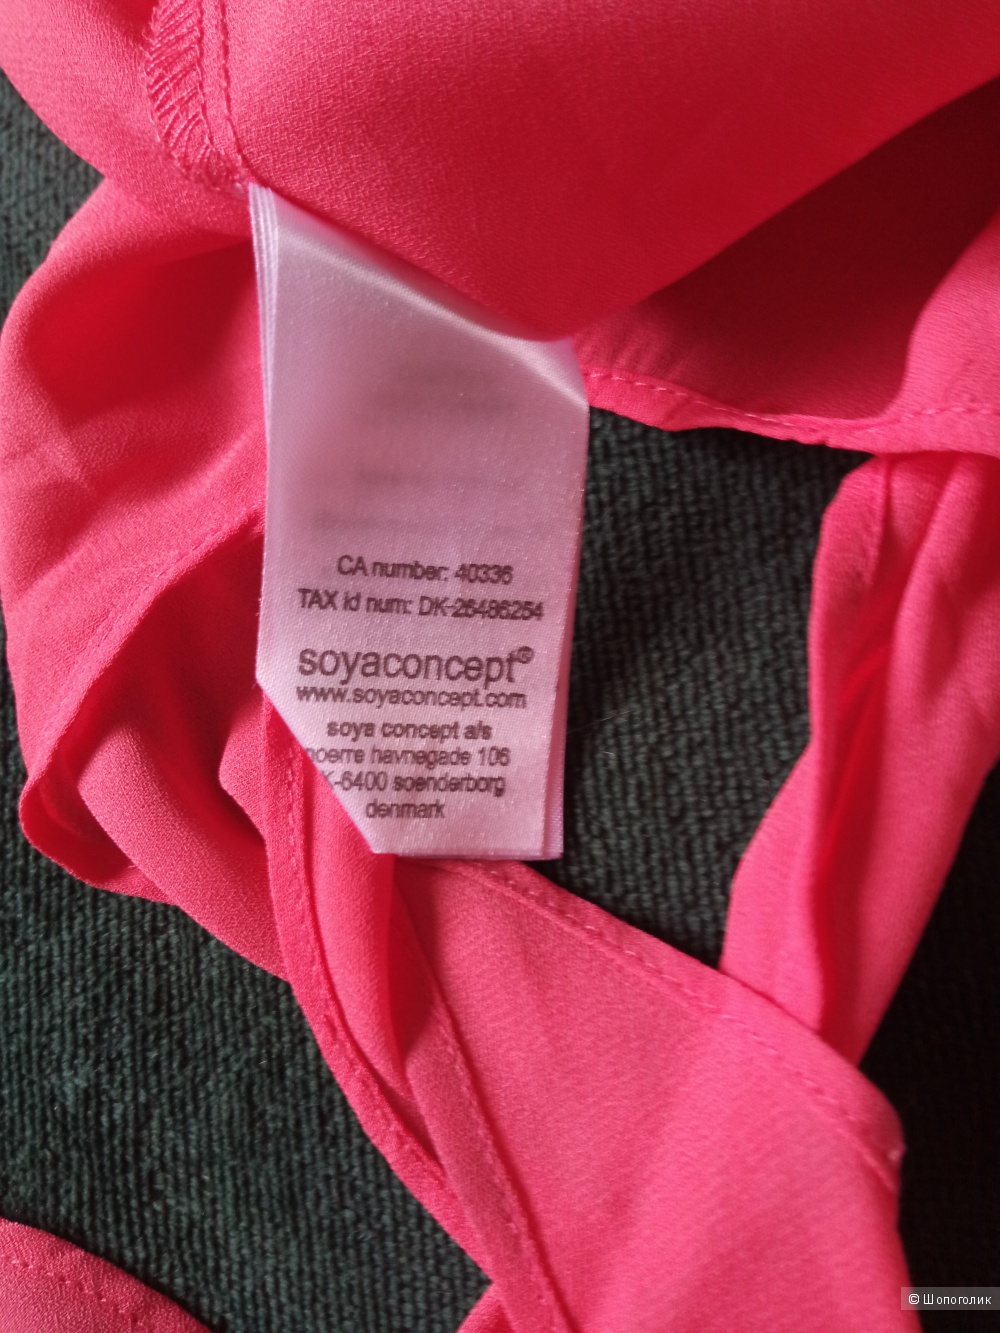 CA number: 40336
TAX id num: DK-26486254
soyaconcept®
www.soyaconcept.com
soya concept a/s
noerre havnegade 106
K-6400 soenderborg
denmark
© Шопоголик